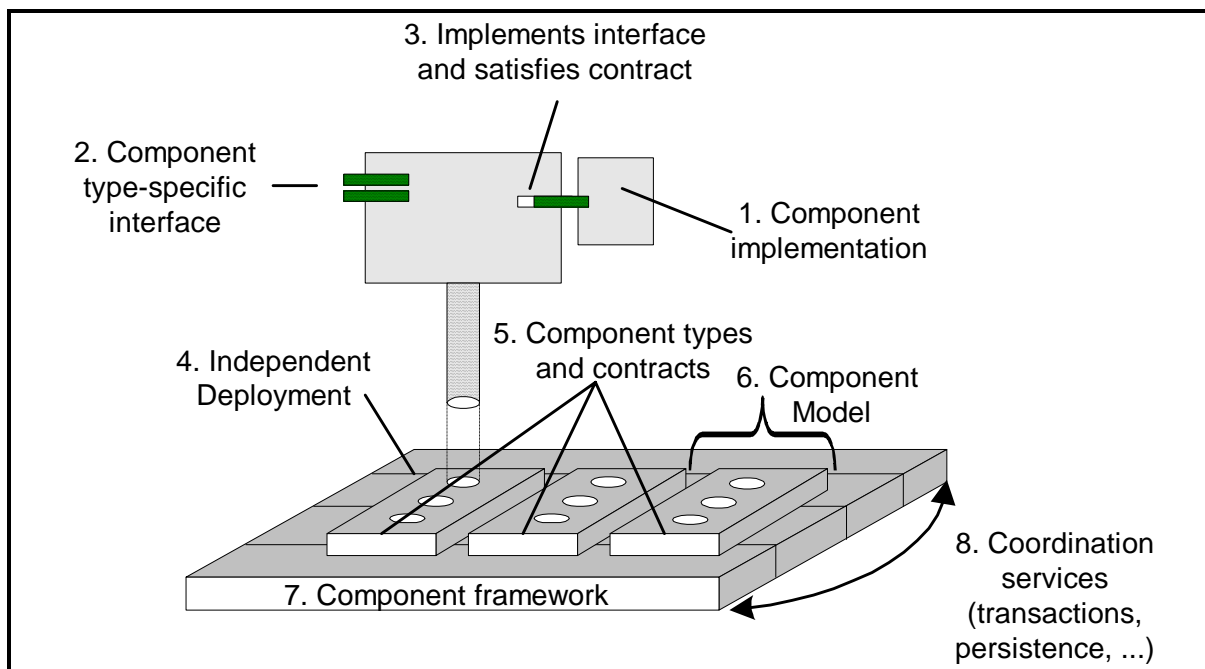 3. Implements interface
and satisfies contract
2. Component
type-specific
interface
1. Component
implementation
5. Component types
and contracts
4. Independent
Deployment
6. Component
Model
7. Component framework
8. Coordination
services
(transactions,
persistence, ...)